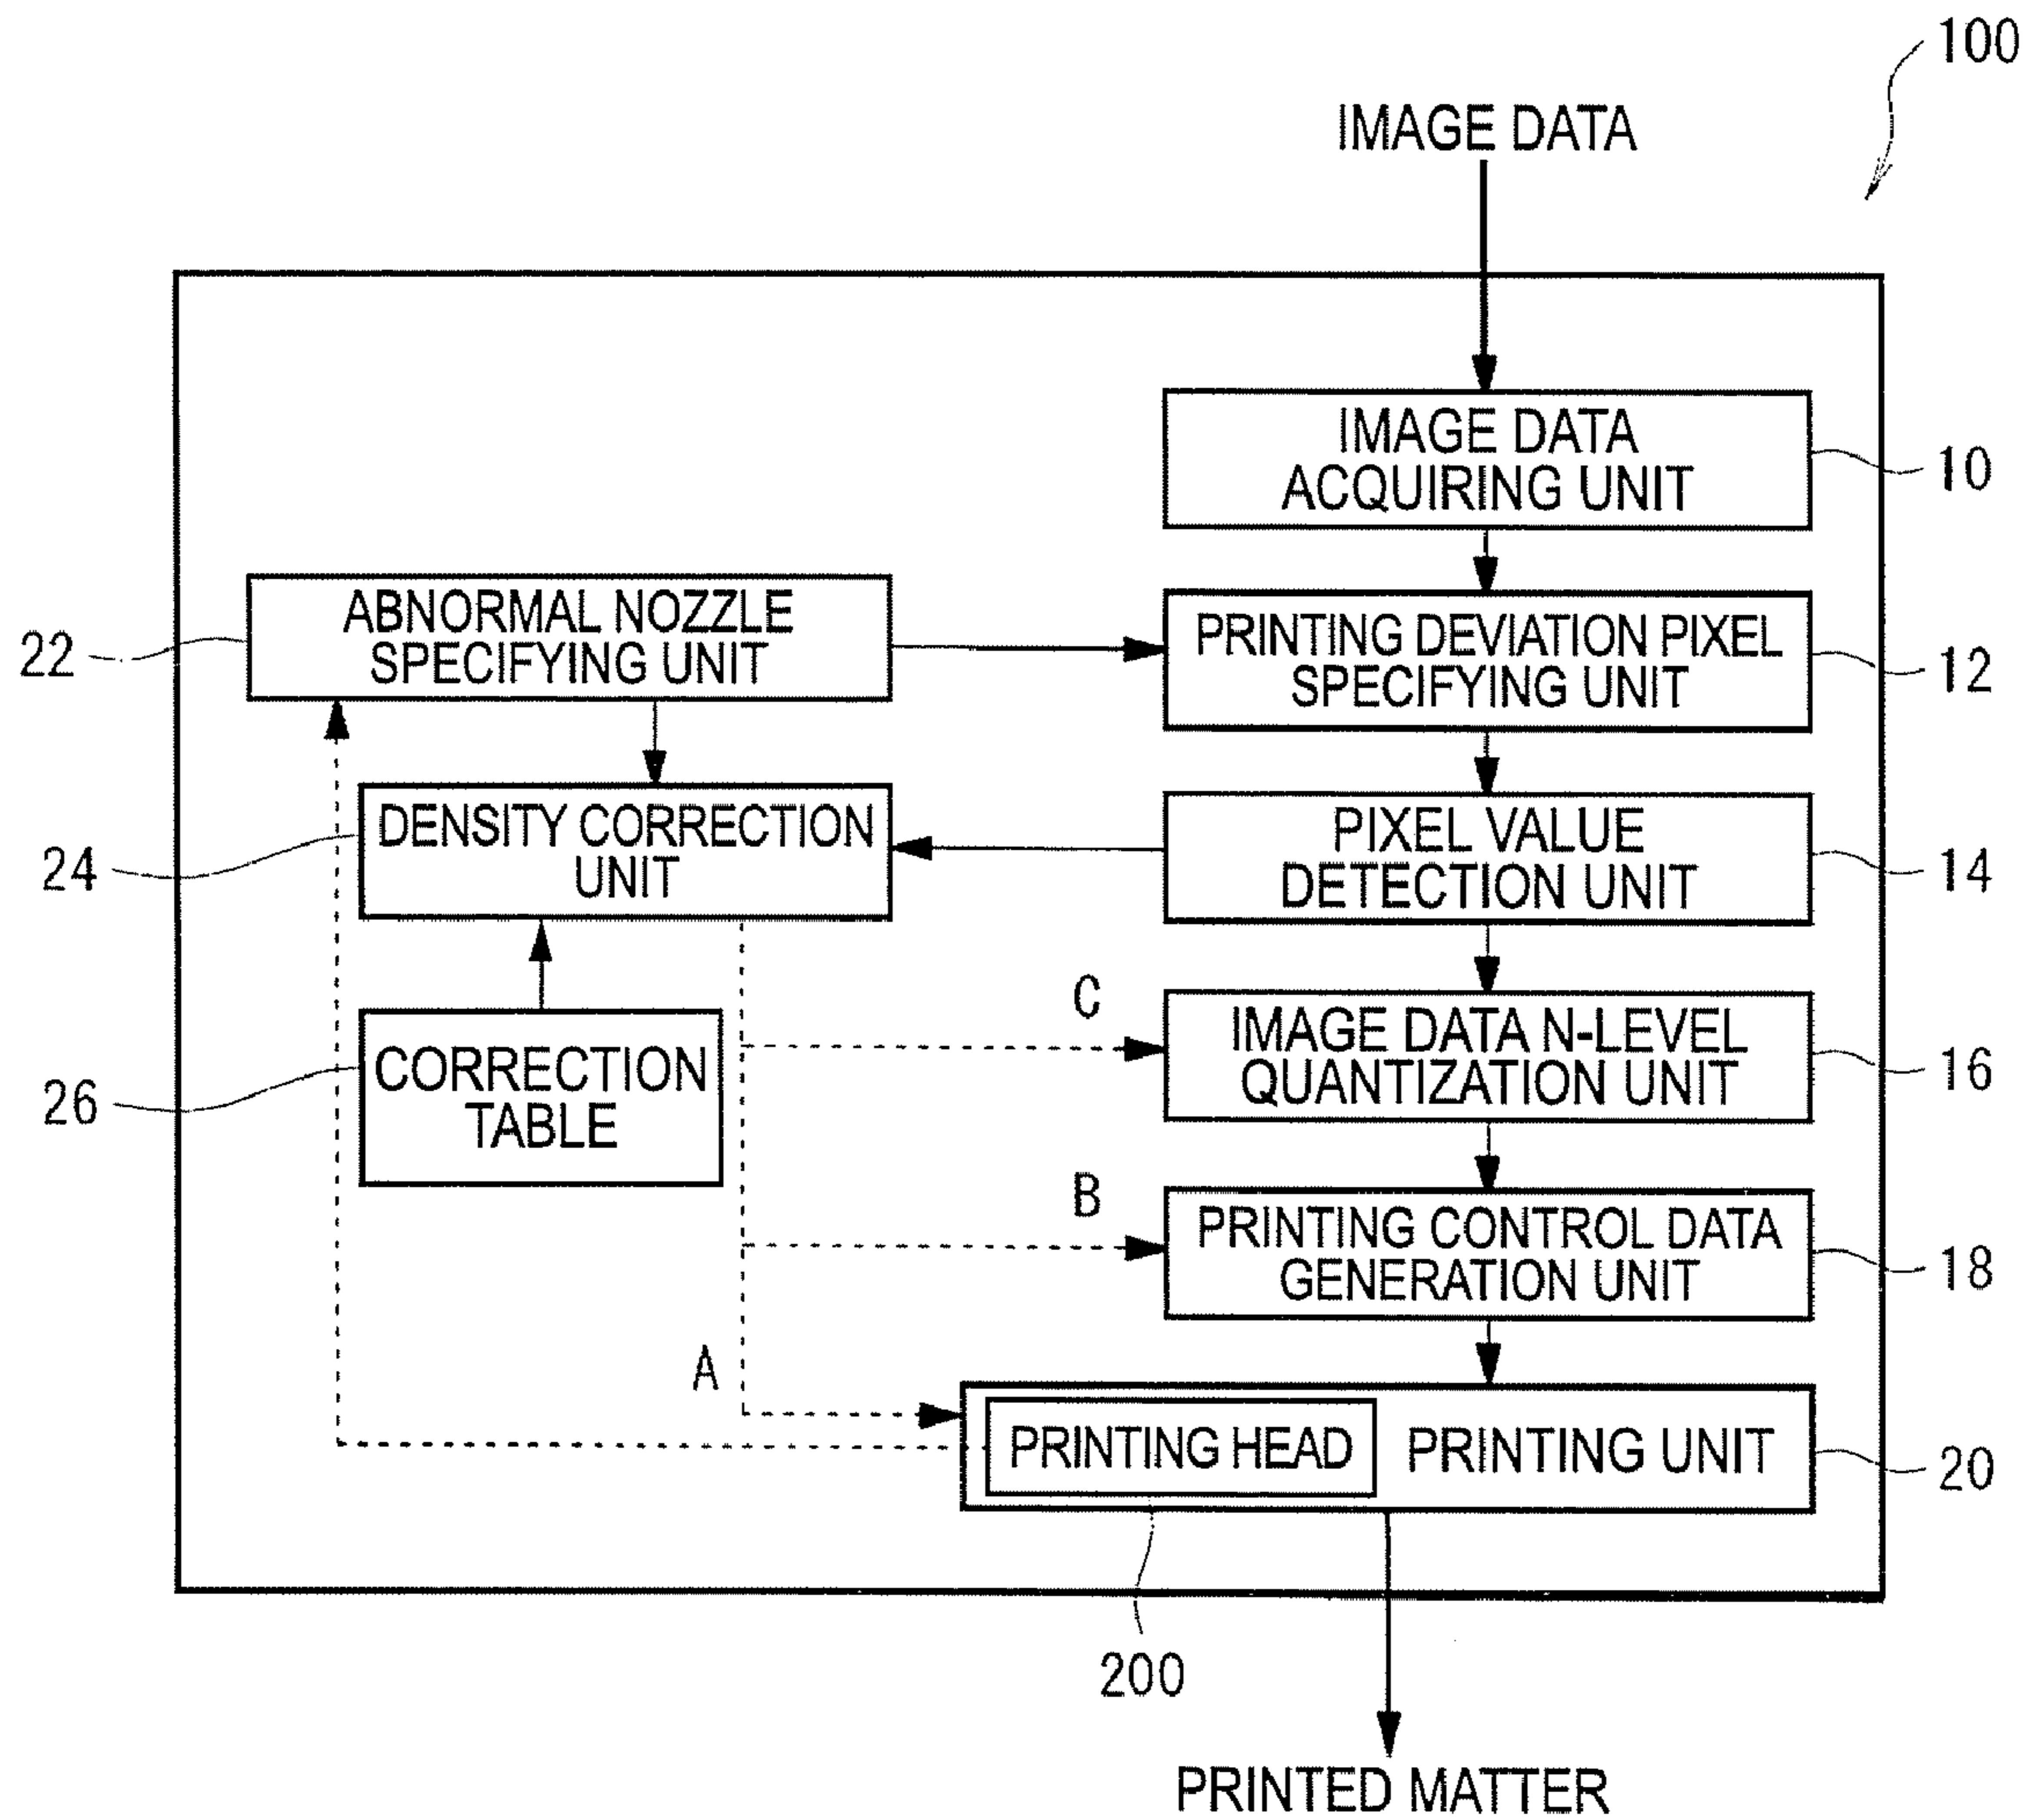 100
IMAGE DATA
IMAGE DATA
ACQUIRING UNIT
10
ABNORMAL NOZZLE
SPECIFYING UNIT
22
PRINTING DEVIATION PIXEL
SPECIFYING UNIT
12
DENSITY CORRECTION
UNIT
24
PIXEL VALUE
DETECTION UNIT
14
CORRECTION
TABLE
26
C
IMAGE DATA N-LEVEL
QUANTIZATION UNIT
16
B
PRINTING CONTROL DATA
GENERATION UNIT
18
A
PRINTING HEAD
PRINTING UNIT
20
200
PRINTED MATTER